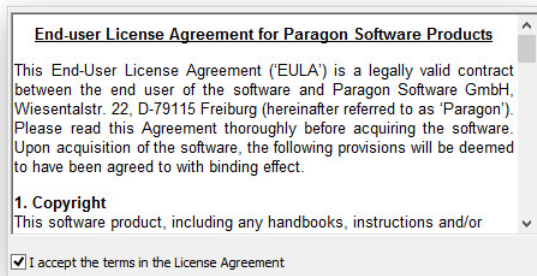 End-user License Agreement for Paragon Software Products
This End-User License Agreement (‘EULA’) is a legally valid contract
between the end user of the software and Paragon Software GmbH,
Wiesentalstr. 22, D-79115 Freiburg (hereinafter referred to as ‘Paragon’).
Please read this Agreement thoroughly before acquiring the software.
Upon acquisition of the software, the following provisions will be deemed
to have been agreed to with binding effect.
1. Copyright
This software product, including any handbooks, instructions and/or
I accept the terms in the License Agreement